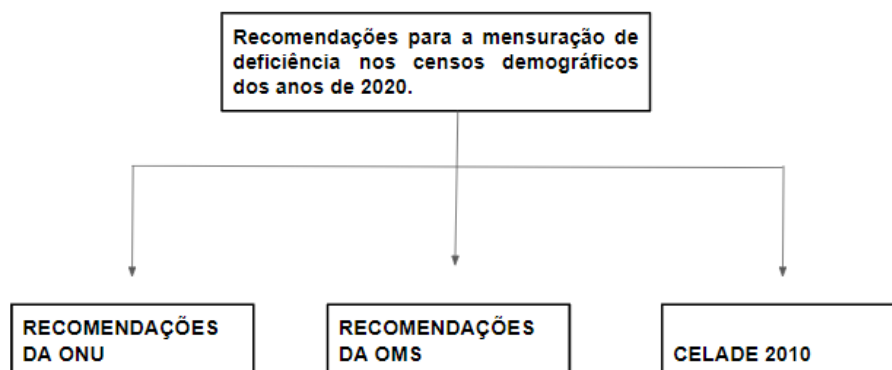 Recomendações para a mensuração de
deficiência nos censos demográficos
dos anos de 2020.
RECOMENDAÇÕES
DA ONU
RECOMENDAÇÕES
DA OMS
CELADE 2010